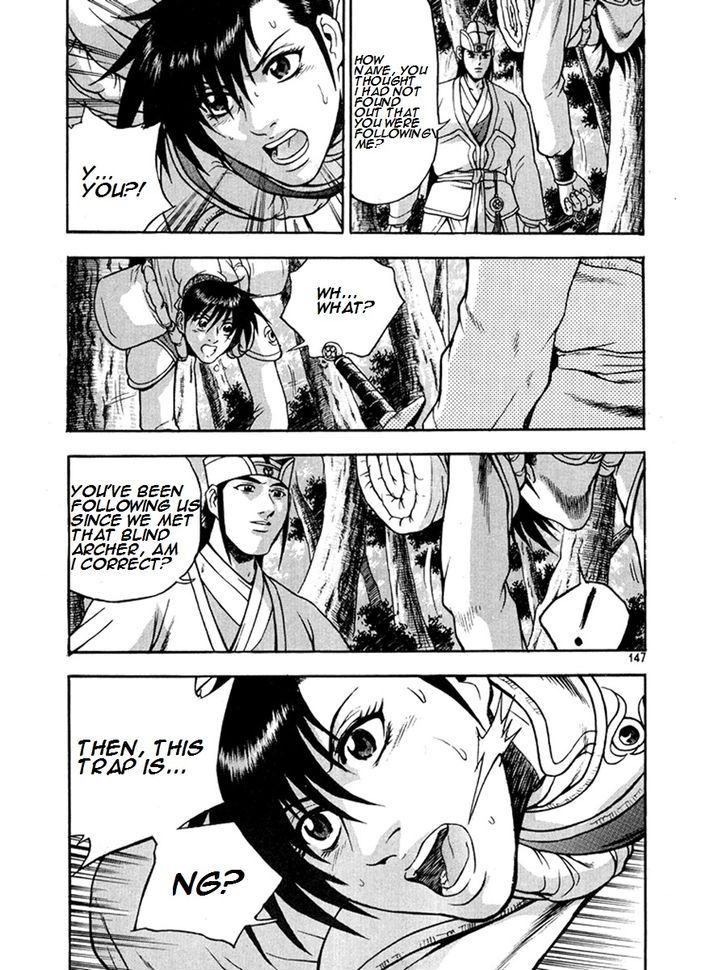 Y...
YOU?!
HOW
NAIVE, YOU
THOUGHT
I HAD NOT
FOUND
OUT THAT
YOU WERE
FOLLOWING
ME?
WH...
WHAT?
YOU'VE BEEN
FOLLOWING US
SINCE WE MET
THAT BLIND
ARCHER, AM
I CORRECT?
!
147
THEN, THIS
TRAP IS...
NG?